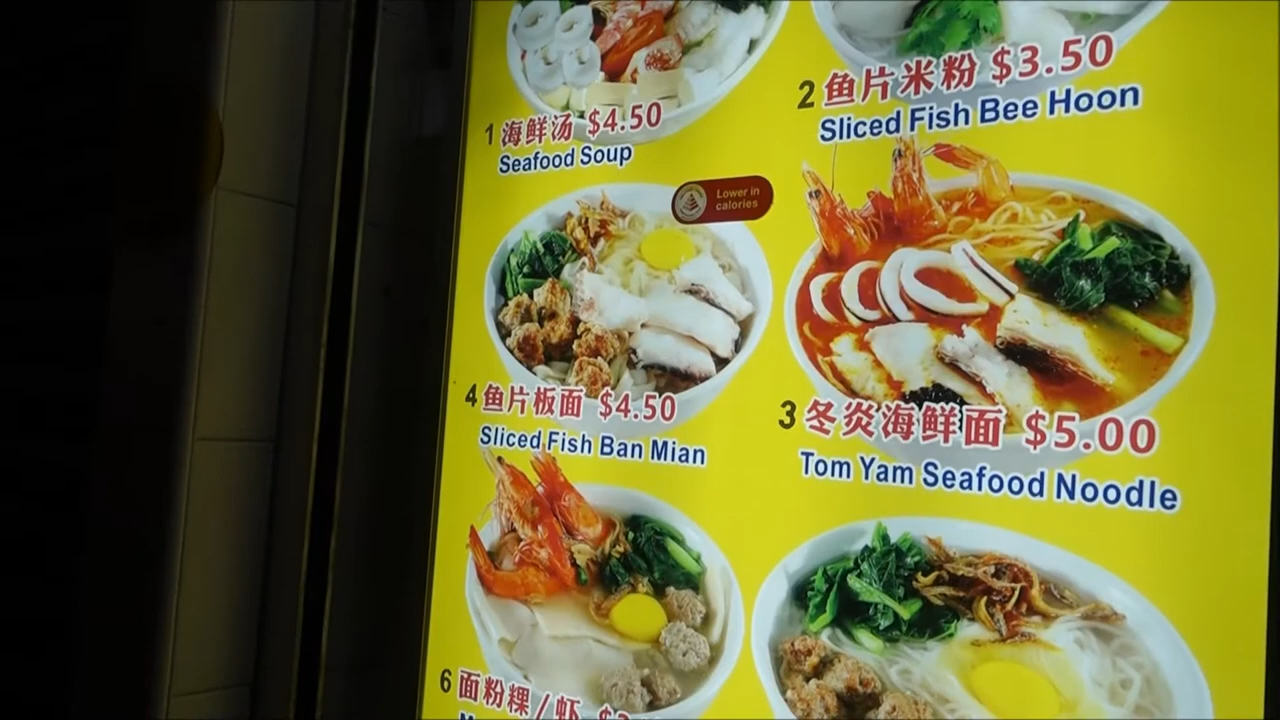 1 海鲜汤 $4.50
Seafood Soup
2 鱼片米粉 $3.50
Sliced Fish Bee Hoon
Lower in
calories
4 鱼片板面 $4.50
Sliced Fish Ban Mian
3 冬炎海鲜面 $5.00
Tom Yam Seafood Noodle
6 面粉粿/虾